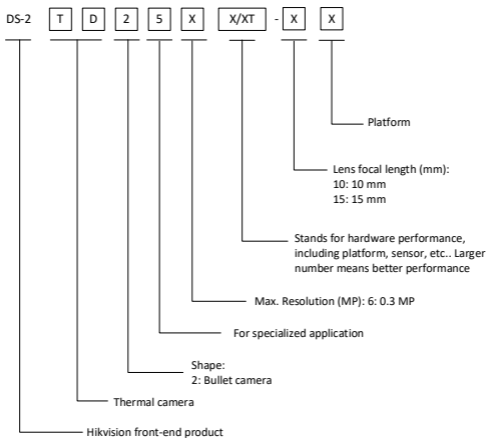 DS-2 T D 2 5 X X/XT - X X
Platform
Lens focal length (mm):
10: 10 mm
15: 15 mm
Stands for hardware performance,
including platform, sensor, etc.. Larger
number means better performance
Max. Resolution (MP): 6: 0.3 MP
For specialized application
Shape:
2: Bullet camera
Thermal camera
Hikvision front-end product